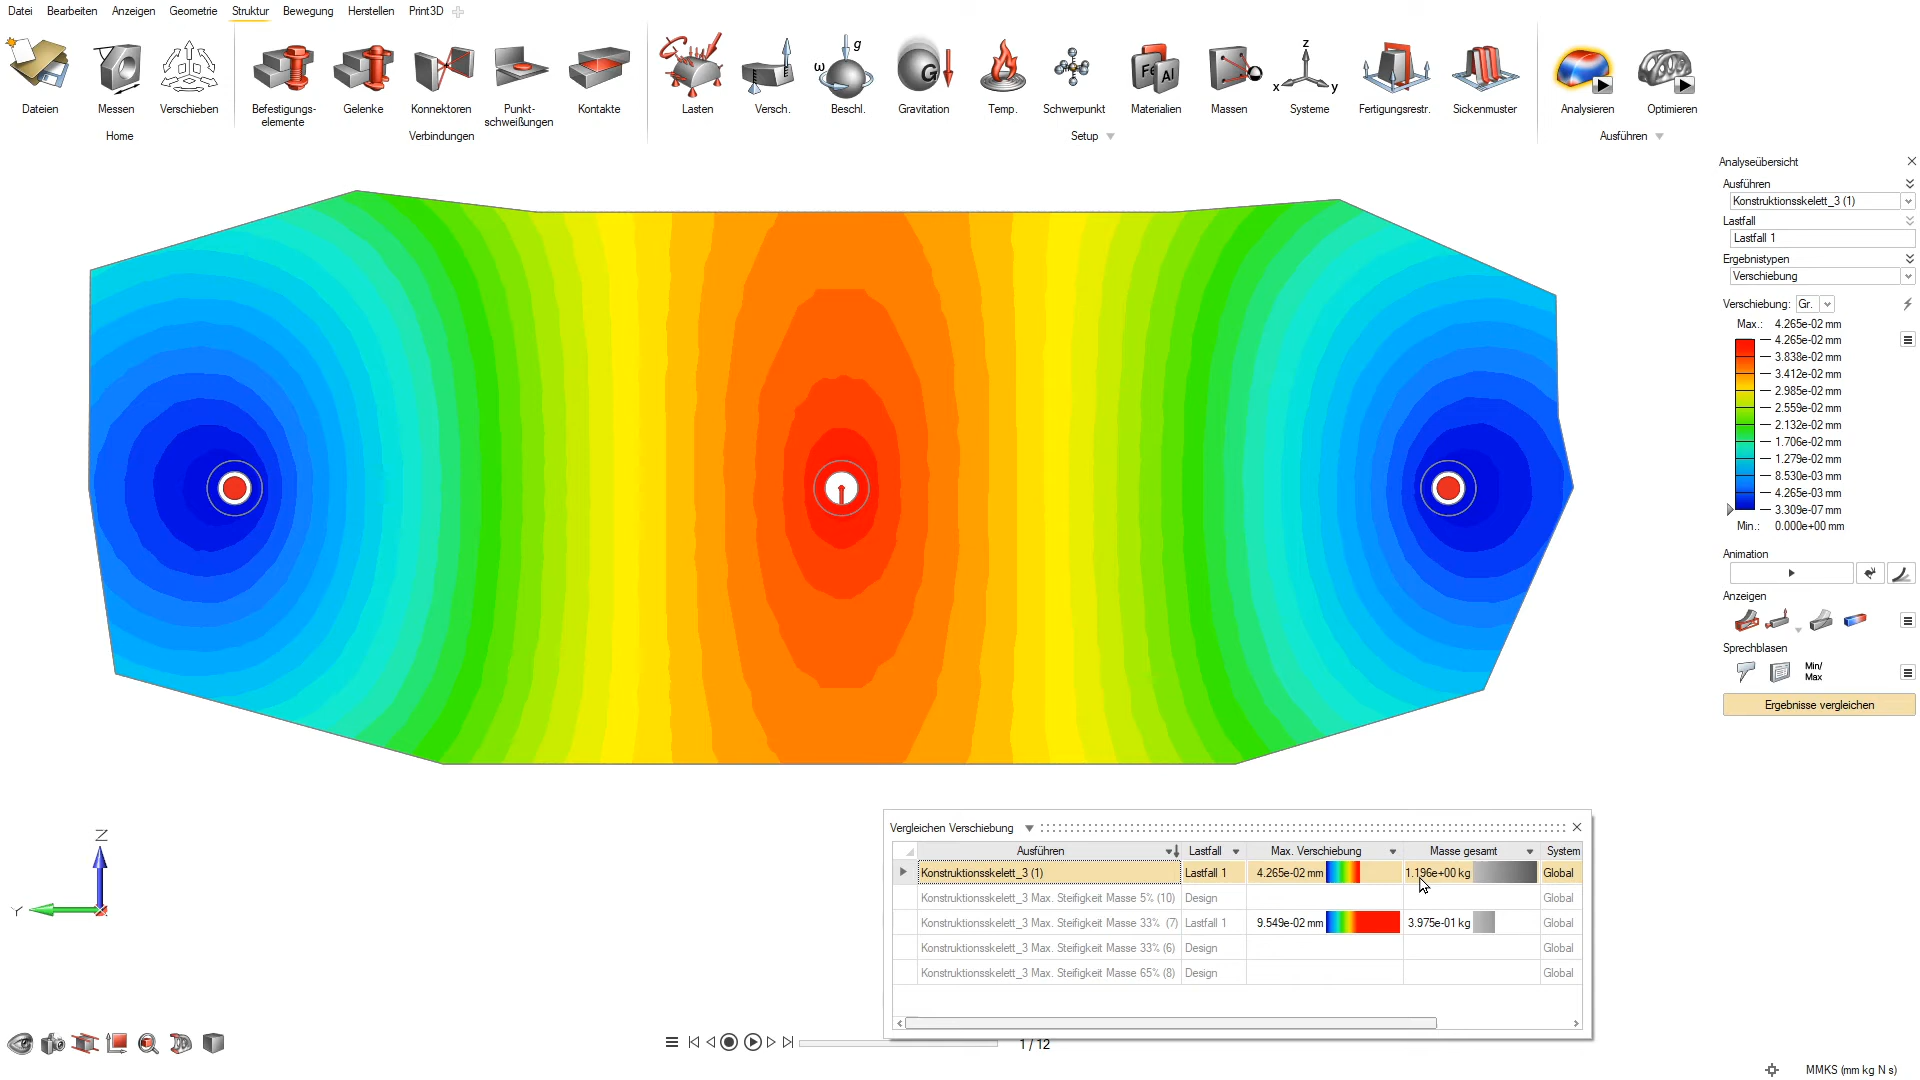 Datei Bearbeiten Anzeigen Geometrie Struktur Bewegung Herstellen Print3D
Dateien Messen Verschieben Befestigungs-elemente Gelenke Konnektoren Punkt-schweißungen Kontakte Lasten Versch. Beschl. Gravitation Temp. Schwerpunkt Materialien Massen Systeme Fertigungsrestr. Sickenmuster Analysieren Optimieren
Home Verbindungen Setup Ausführen
ω g G Fe Al x z y
Analyseübersicht
Ausführen
Konstruktionsskelett_3 (1)
Lastfall
Lastfall 1
Ergebnistypen
Verschiebung
Verschiebung: Gr.
Max.: 4.265e-02 mm
4.265e-02 mm
3.838e-02 mm
3.412e-02 mm
2.985e-02 mm
2.559e-02 mm
2.132e-02 mm
1.706e-02 mm
1.279e-02 mm
8.530e-03 mm
4.265e-03 mm
3.309e-07 mm
Min.: 0.000e+00 mm
Animation
Anzeigen
Sprechblasen
Min/
Max
Ergebnisse vergleichen
Z
Y
Vergleichen Verschiebung
Ausführen Lastfall Max. Verschiebung Masse gesamt System
Konstruktionsskelett_3 (1) Lastfall 1 4.265e-02 mm 1.196e+00 kg Global
Konstruktionsskelett_3 Max. Steifigkeit Masse 5% (10) Design Global
Konstruktionsskelett_3 Max. Steifigkeit Masse 33% (7) Lastfall 1 9.549e-02 mm 3.975e-01 kg Global
Konstruktionsskelett_3 Max. Steifigkeit Masse 33% (6) Design Global
Konstruktionsskelett_3 Max. Steifigkeit Masse 65% (8) Design Global
1 / 12
MMKS (mm kg N s)